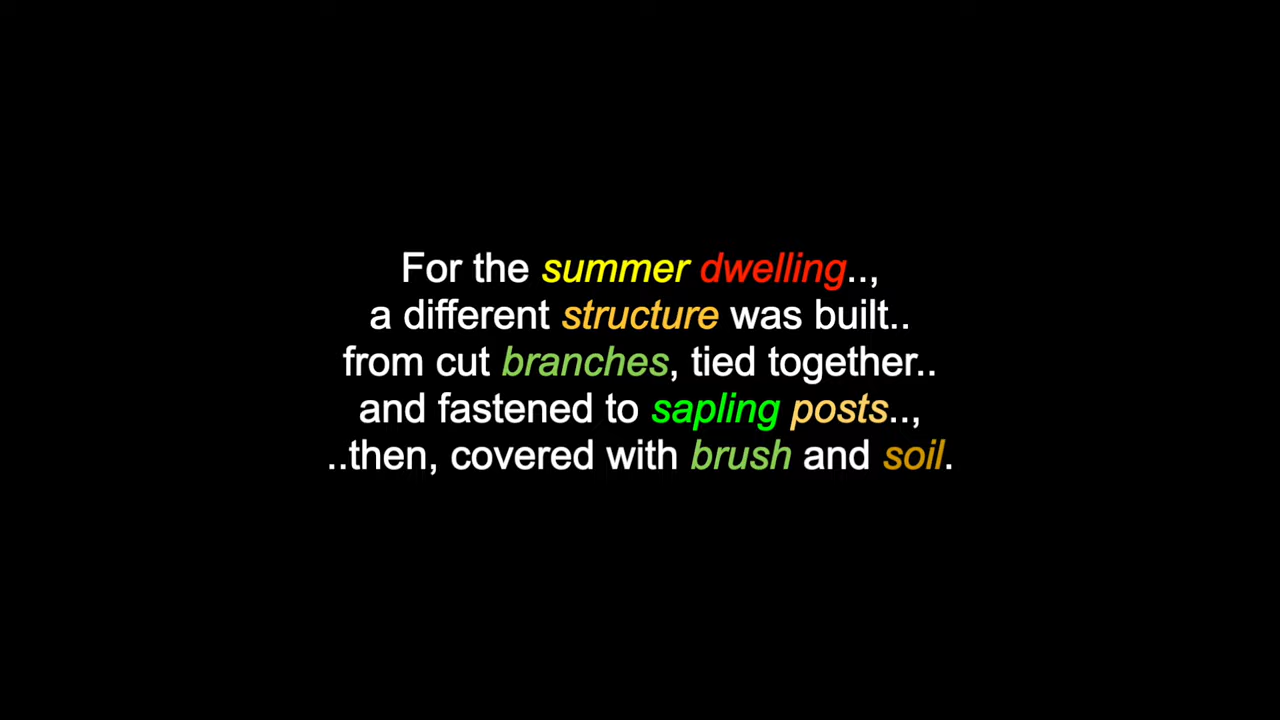 For the summer dwelling..,
a different structure was built..
from cut branches, tied together..
and fastened to sapling posts..,
..then, covered with brush and soil.